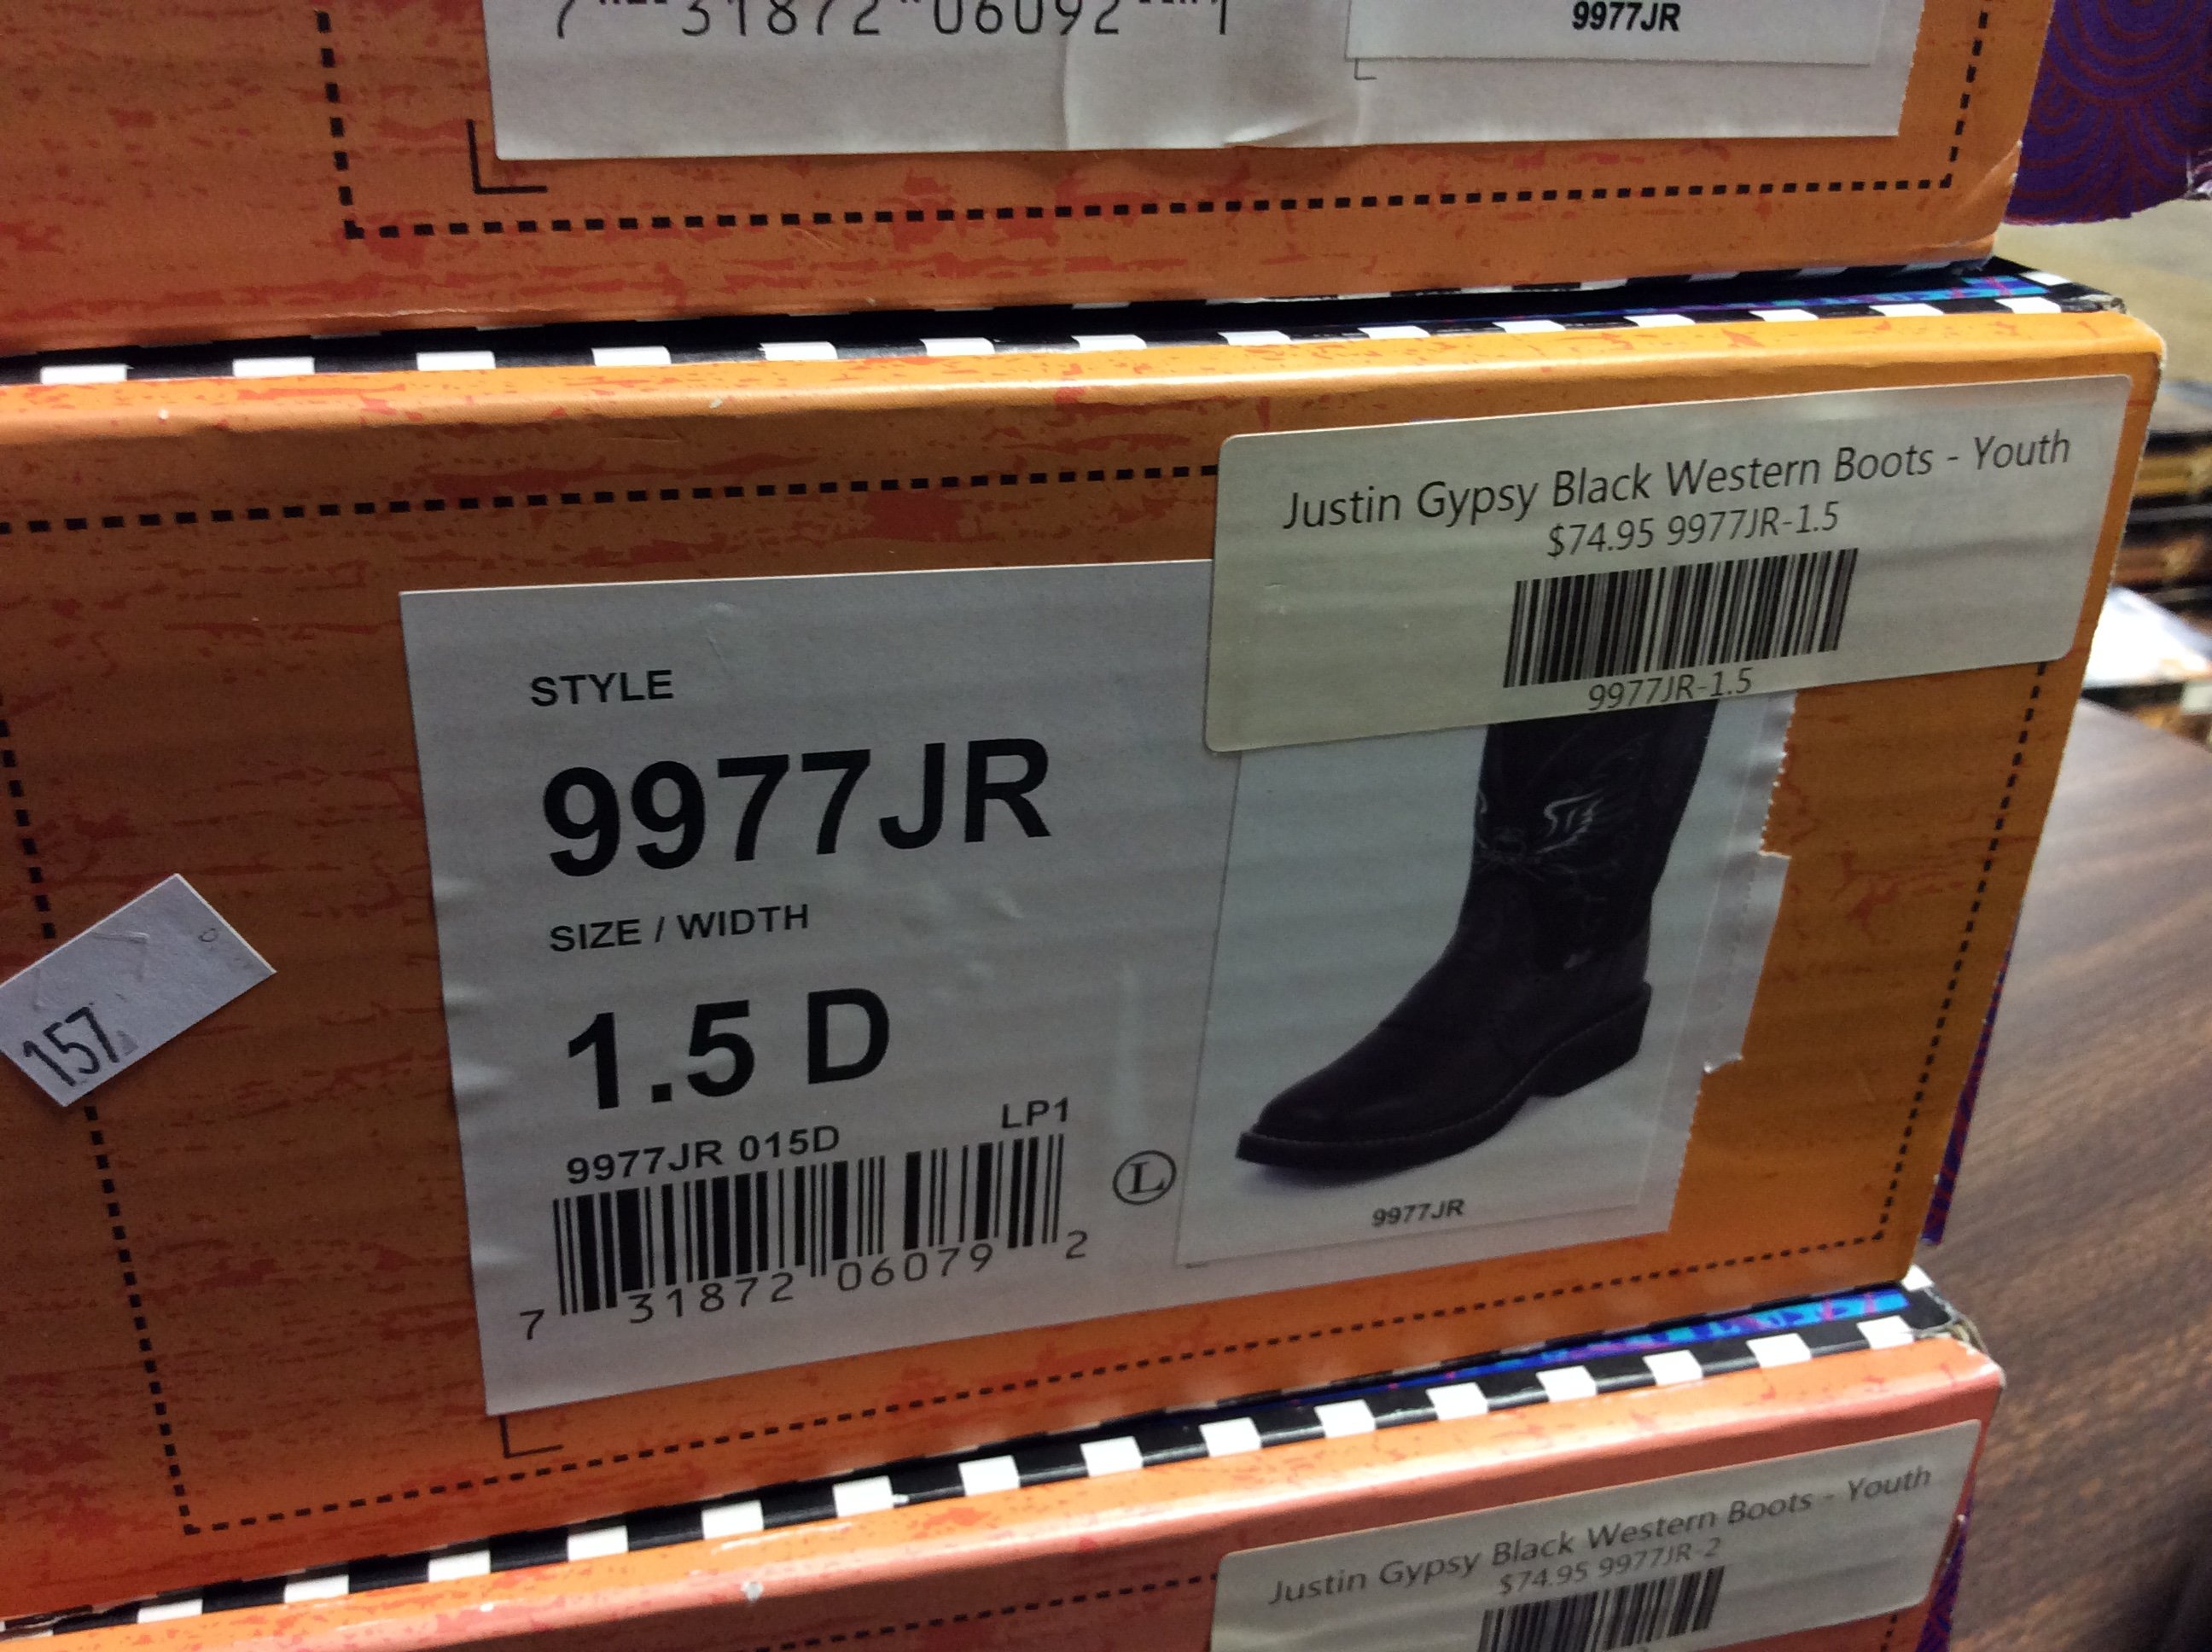 7 31872 06092 1
9977JR
Justin Gypsy Black Western Boots - Youth
$74.95 9977JR-1.5
9977JR-1.5
STYLE
9977JR
SIZE / WIDTH
1.5 D
9977JR 015D
LP1
7 31872 06079 2
L
9977JR
157
Justin Gypsy Black Western Boots - Youth
$74.95 9977JR-2